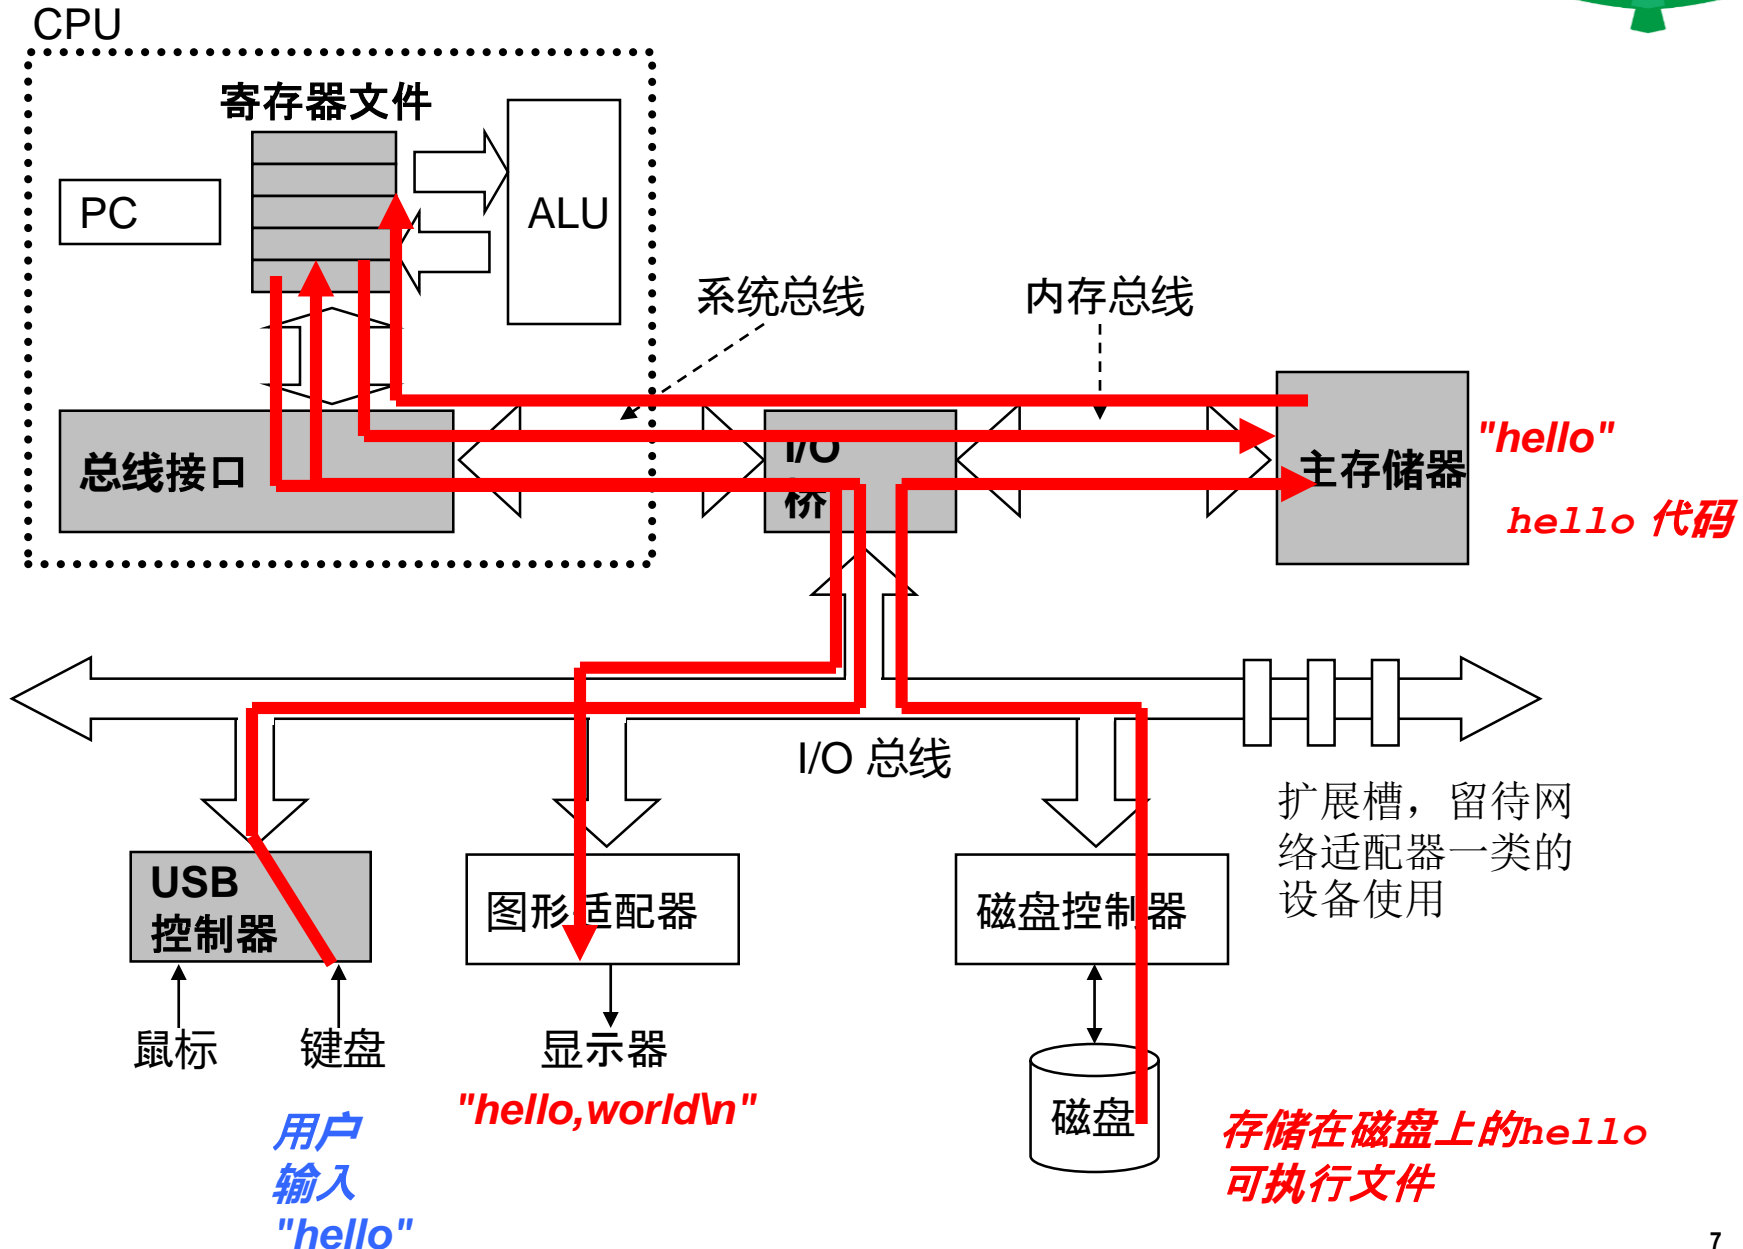 CPU
寄存器文件
PC
ALU
系统总线
内存总线
总线接口
I/O
桥
主存储器
"hello"
hello 代码
I/O 总线
扩展槽，留待网
络适配器一类的
设备使用
USB
控制器
图形适配器
磁盘控制器
鼠标
键盘
显示器
磁盘
"hello,world\n"
用户
输入
"hello"
存储在磁盘上的hello
可执行文件
7